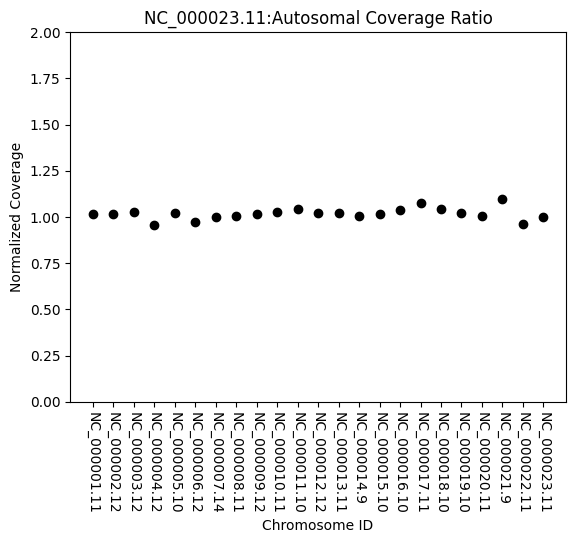 NC_000023.11:Autosomal Coverage Ratio
2.00
1.75
1.50
1.25
1.00
0.75
0.50
0.25
0.00
Normalized Coverage
NC_000001.11
NC_000002.12
NC_000003.12
NC_000004.12
NC_000005.10
NC_000006.12
NC_000007.14
NC_000008.11
NC_000009.12
NC_000010.11
NC_000011.10
NC_000012.12
NC_000013.11
NC_000014.9
NC_000015.10
NC_000016.10
NC_000017.11
NC_000018.10
NC_000019.10
NC_000020.11
NC_000021.9
NC_000022.11
NC_000023.11
Chromosome ID